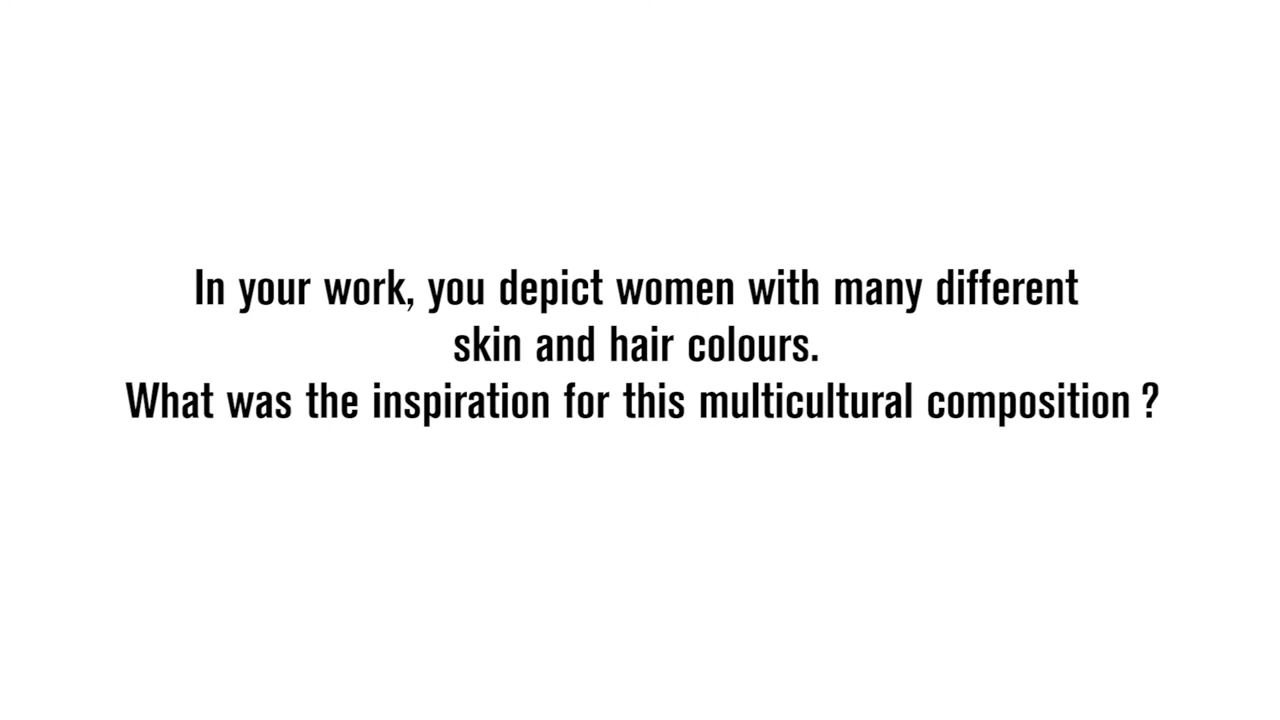 In your work, you depict women with many different
skin and hair colours.
What was the inspiration for this multicultural composition ?